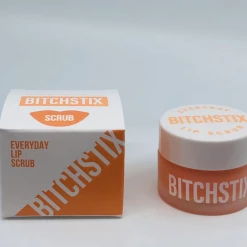 BITCHSTIX
SCRUB
EVERYDAY
LIP
SCRUB
BITCHSTIX
EVERYDAY
BITCHSTIX
LIP SCRUB
BITCHSTIX